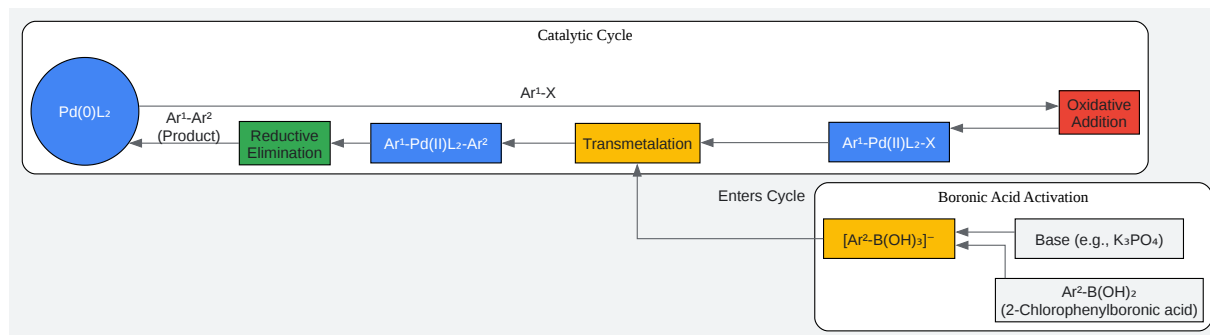 Catalytic Cycle
Pd(0)L₂
Ar¹-X
Oxidative
Addition
Ar¹-Ar²
(Product)
Reductive
Elimination
Ar¹-Pd(II)L₂-Ar²
Transmetalation
Ar¹-Pd(II)L₂-X
Enters Cycle
Boronic Acid Activation
[Ar²-B(OH)₃]⁻
Base (e.g., K₃PO₄)
Ar²-B(OH)₂
(2-Chlorophenylboronic acid)